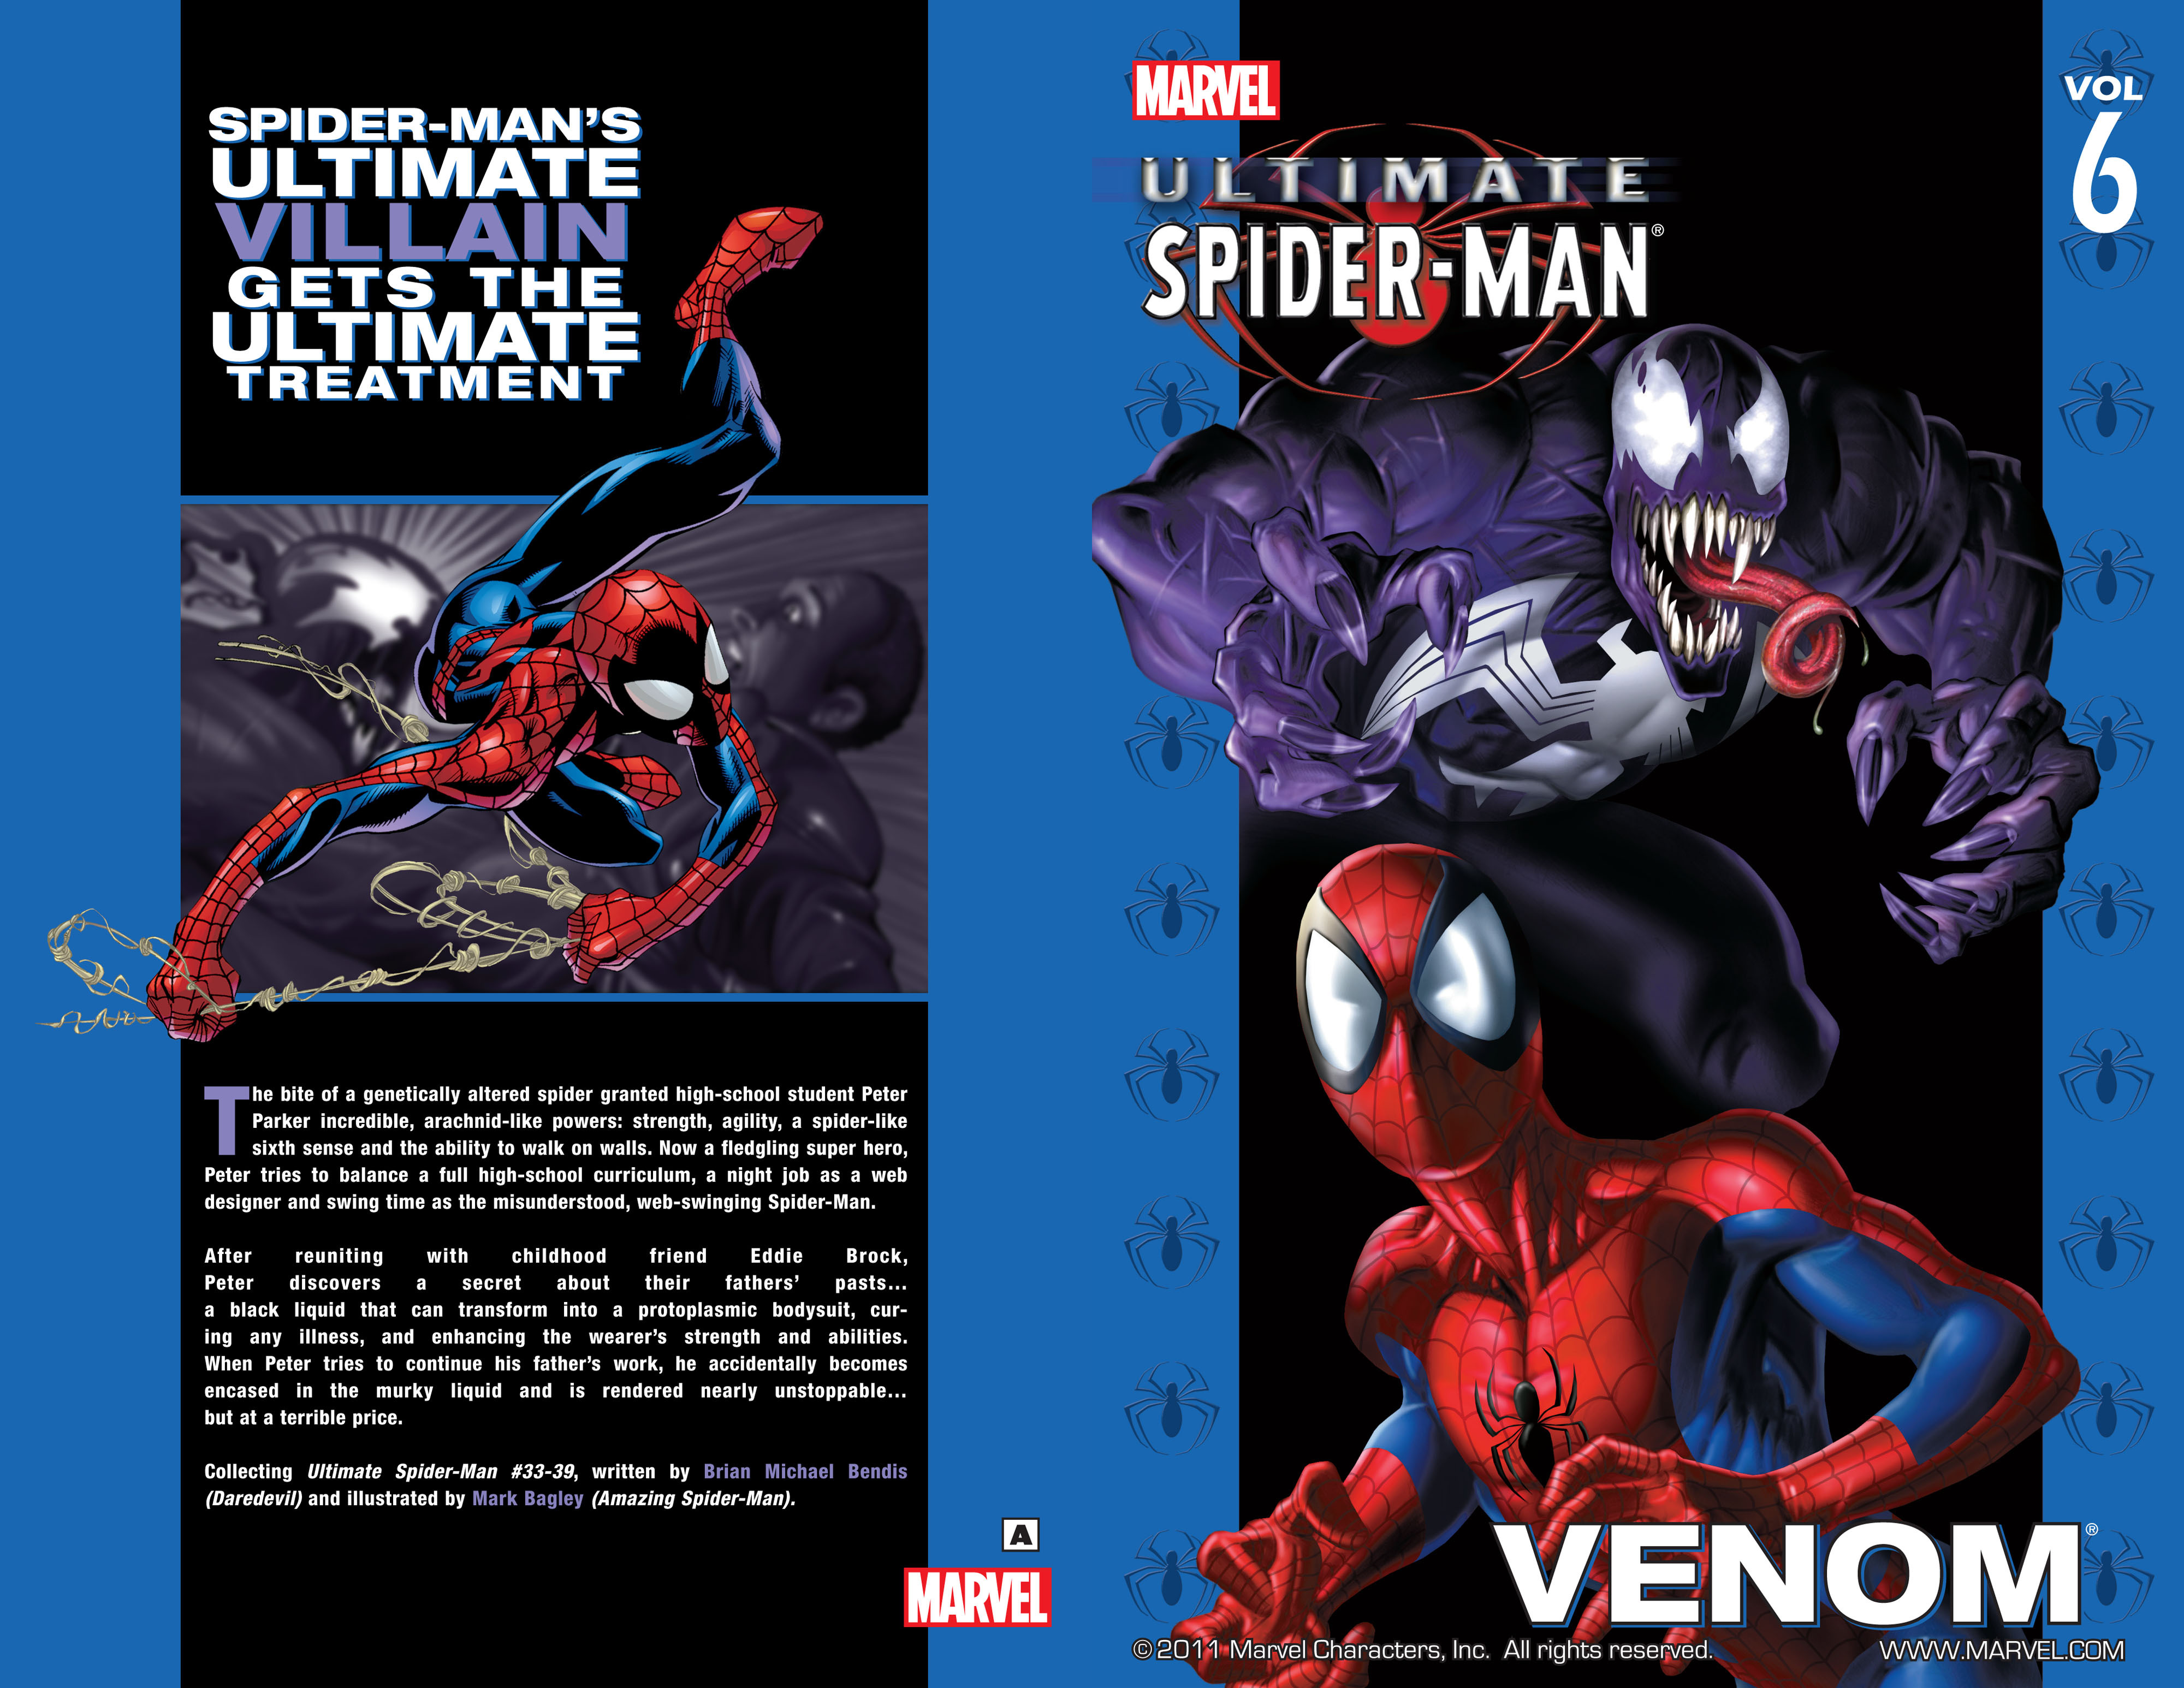 SPIDER-MAN'S
ULTIMATE
VILLAIN
GETS THE
ULTIMATE
TREATMENT
The bite of a genetically altered spider granted high-school student Peter
Parker incredible, arachnid-like powers: strength, agility, a spider-like
sixth sense and the ability to walk on walls. Now a fledgling super hero,
Peter tries to balance a full high-school curriculum, a night job as a web
designer and swing time as the misunderstood, web-swinging Spider-Man.
After reuniting with childhood friend Eddie Brock,
Peter discovers a secret about their fathers' pasts...
a black liquid that can transform into a protoplasmic bodysuit, cur-
ing any illness, and enhancing the wearer's strength and abilities.
When Peter tries to continue his father's work, he accidentally becomes
encased in the murky liquid and is rendered nearly unstoppable...
but at a terrible price.
Collecting Ultimate Spider-Man #33-39, written by Brian Michael Bendis
(Daredevil) and illustrated by Mark Bagley (Amazing Spider-Man).
A
MARVEL
MARVEL
VOL
6
ULTIMATE
SPIDER-MAN®
VENOM®
© 2011 Marvel Characters, Inc. All rights reserved.
WWW.MARVEL.COM